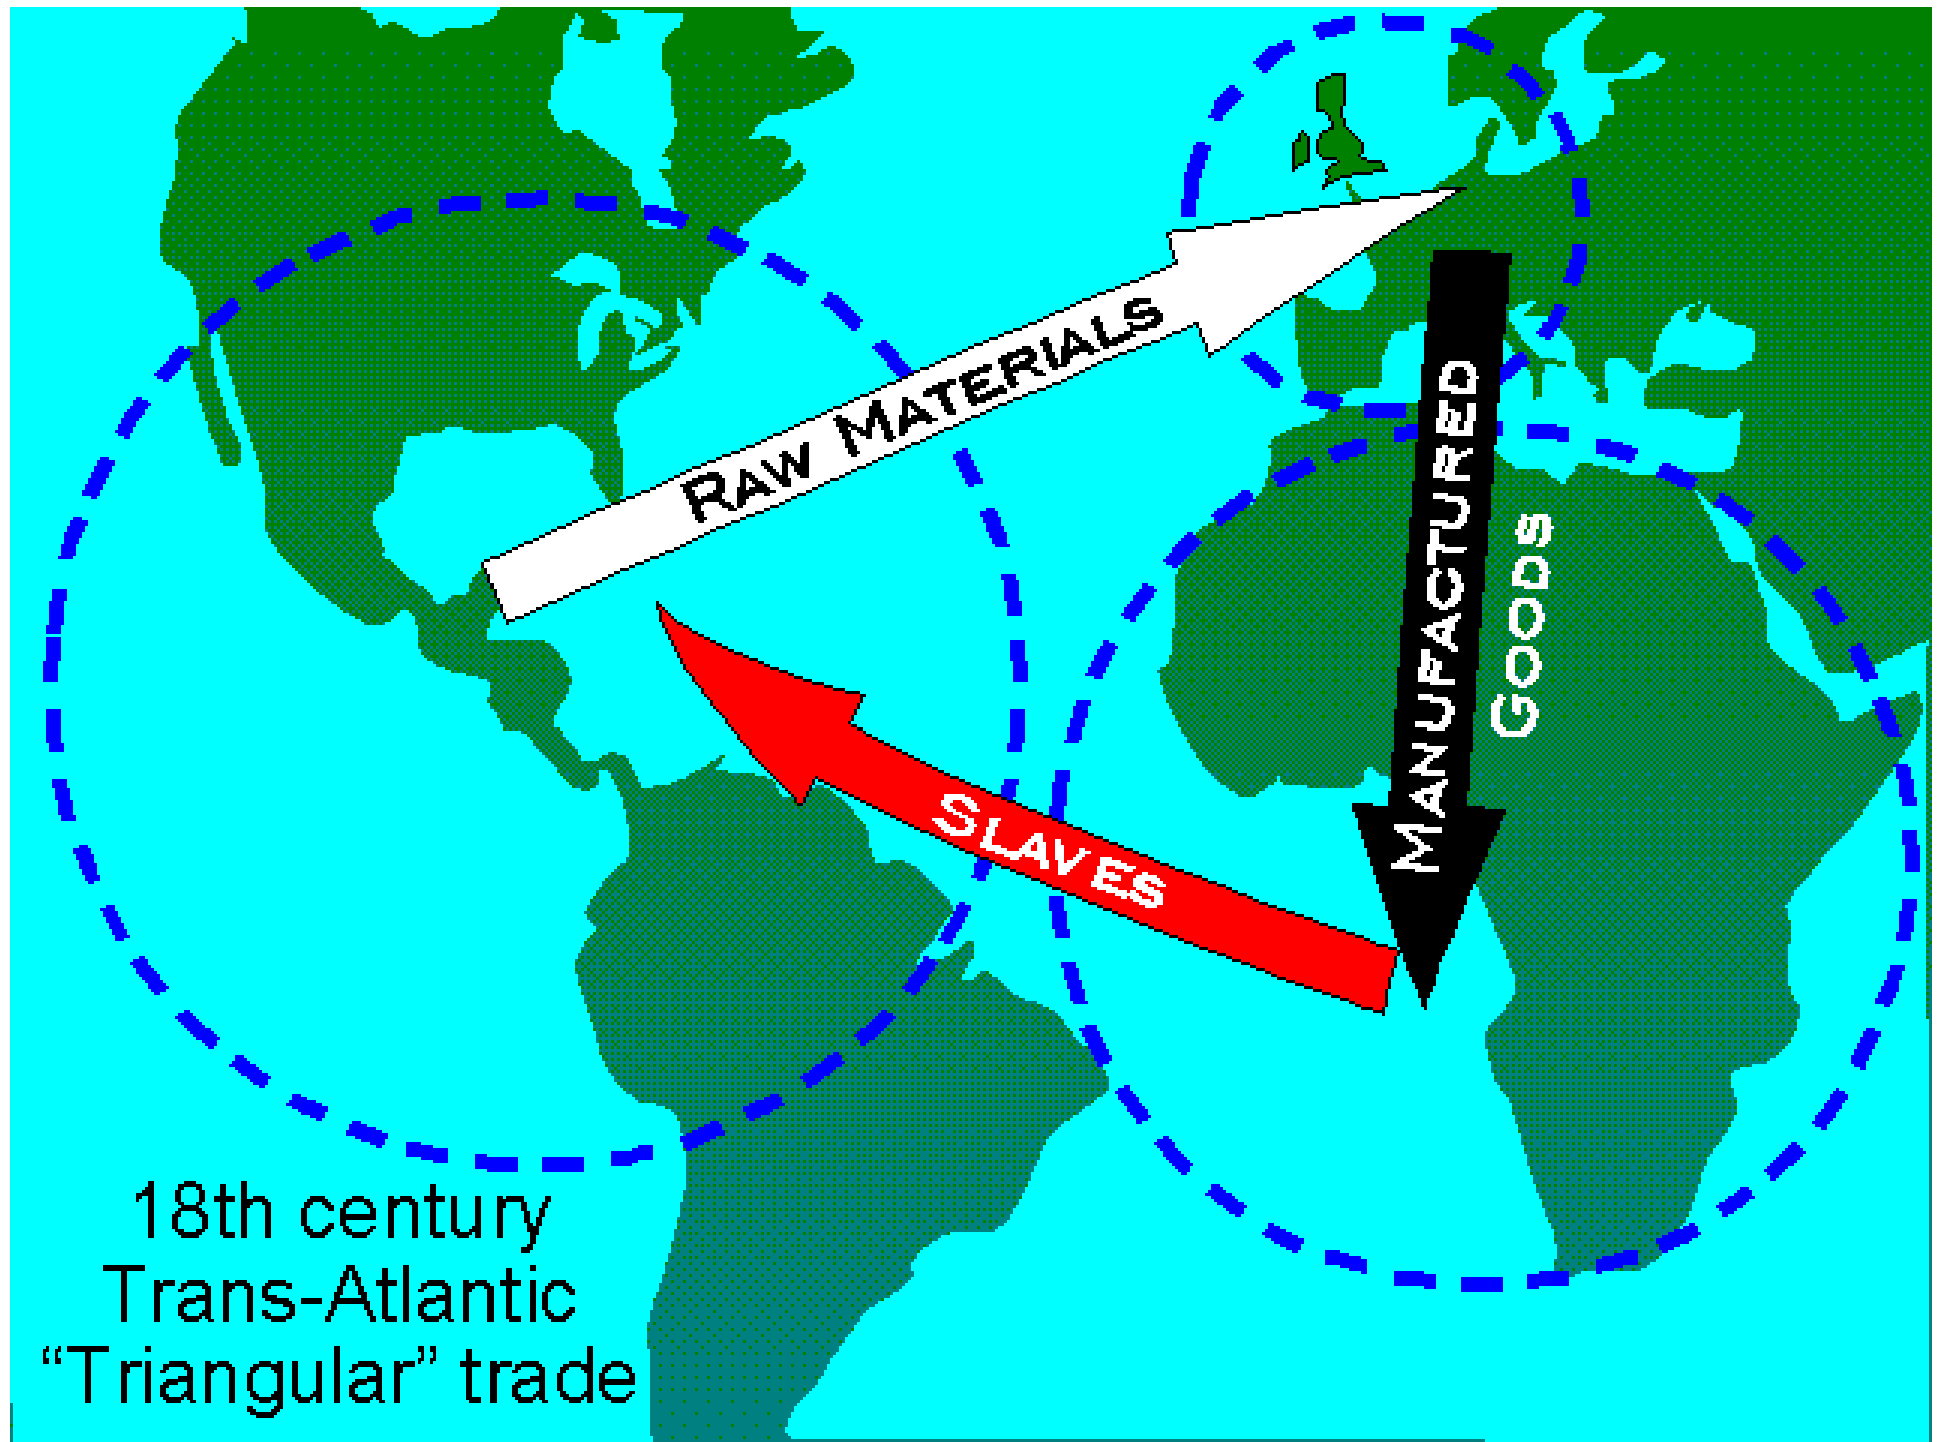 Raw Materials
Manufactured
Goods
Slaves
18th century
Trans-Atlantic
“Triangular” trade